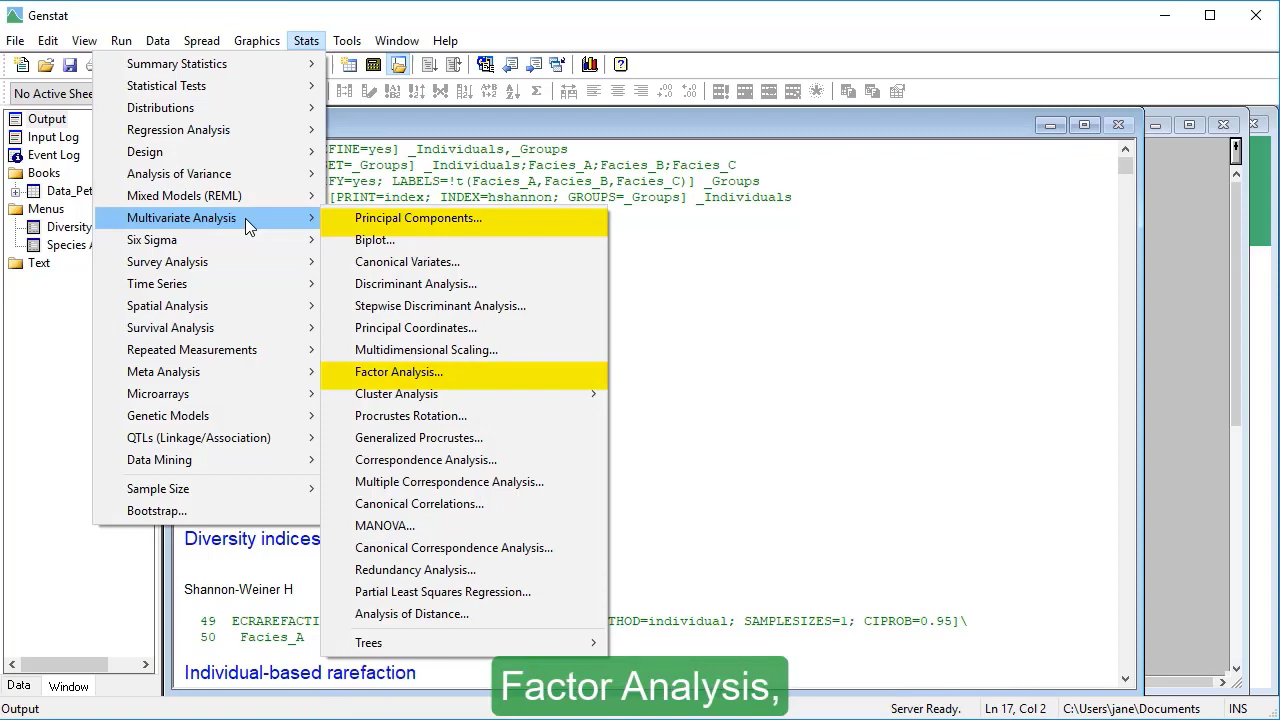 Genstat
File Edit View Run Data Spread Graphics Stats Tools Window Help
No Active Shee
Output
Input Log
Event Log
Books
Data_Pet
Menus
Diversity
Species A
Text
Summary Statistics
Statistical Tests
Distributions
Regression Analysis
Design
Analysis of Variance
Mixed Models (REML)
Multivariate Analysis
Six Sigma
Survey Analysis
Time Series
Spatial Analysis
Survival Analysis
Repeated Measurements
Meta Analysis
Microarrays
Genetic Models
QTLs (Linkage/Association)
Data Mining
Sample Size
Bootstrap...
Principal Components...
Biplot...
Canonical Variates...
Discriminant Analysis...
Stepwise Discriminant Analysis...
Principal Coordinates...
Multidimensional Scaling...
Factor Analysis...
Cluster Analysis
Procrustes Rotation...
Generalized Procrustes...
Correspondence Analysis...
Multiple Correspondence Analysis...
Canonical Correlations...
MANOVA...
Canonical Correspondence Analysis...
Redundancy Analysis...
Partial Least Squares Regression...
Analysis of Distance...
Trees
FINE=yes] _Individuals,_Groups
ET=_Groups] _Individuals;Facies_A;Facies_B;Facies_C
FY=yes; LABELS=!t(Facies_A,Facies_B,Facies_C)] _Groups
[PRINT=index; INDEX=hshannon; GROUPS=_Groups] _Individuals
Diversity indices
Shannon-Weiner H
49 ECRAREFACTI THOD=individual; SAMPLESIZES=1; CIPROB=0.95]\
50 Facies_A
Individual-based rarefaction
Factor Analysis,
Data Window
Output Server Ready. Ln 17, Col 2 C:\Users\jane\Documents INS